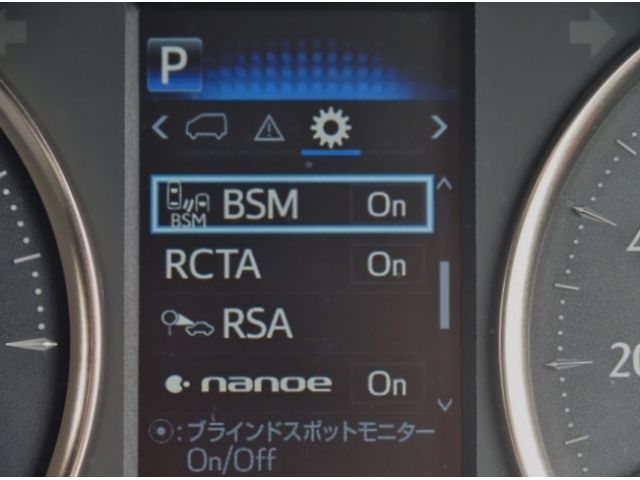 P
BSM BSM On
RCTA On
RSA
nanoe On
⦿:ブラインドスポットモニター
On/Off
20